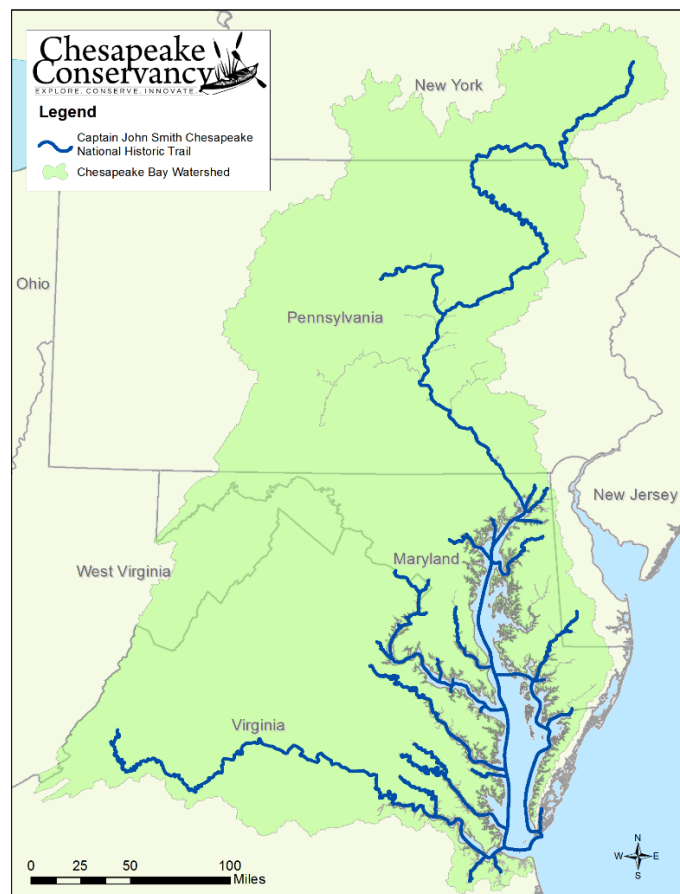 Chesapeake
Conservancy
EXPLORE. CONSERVE. INNOVATE.
Legend
Captain John Smith Chesapeake
National Historic Trail
Chesapeake Bay Watershed
New York
Ohio
Pennsylvania
New Jersey
Maryland
West Virginia
Virginia
N
W E
S
0 25 50 100
Miles